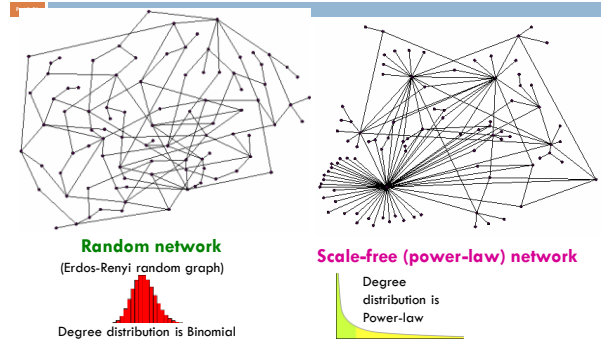 Random network
(Erdos-Renyi random graph)
Degree distribution is Binomial
Scale-free (power-law) network
Degree
distribution is
Power-law